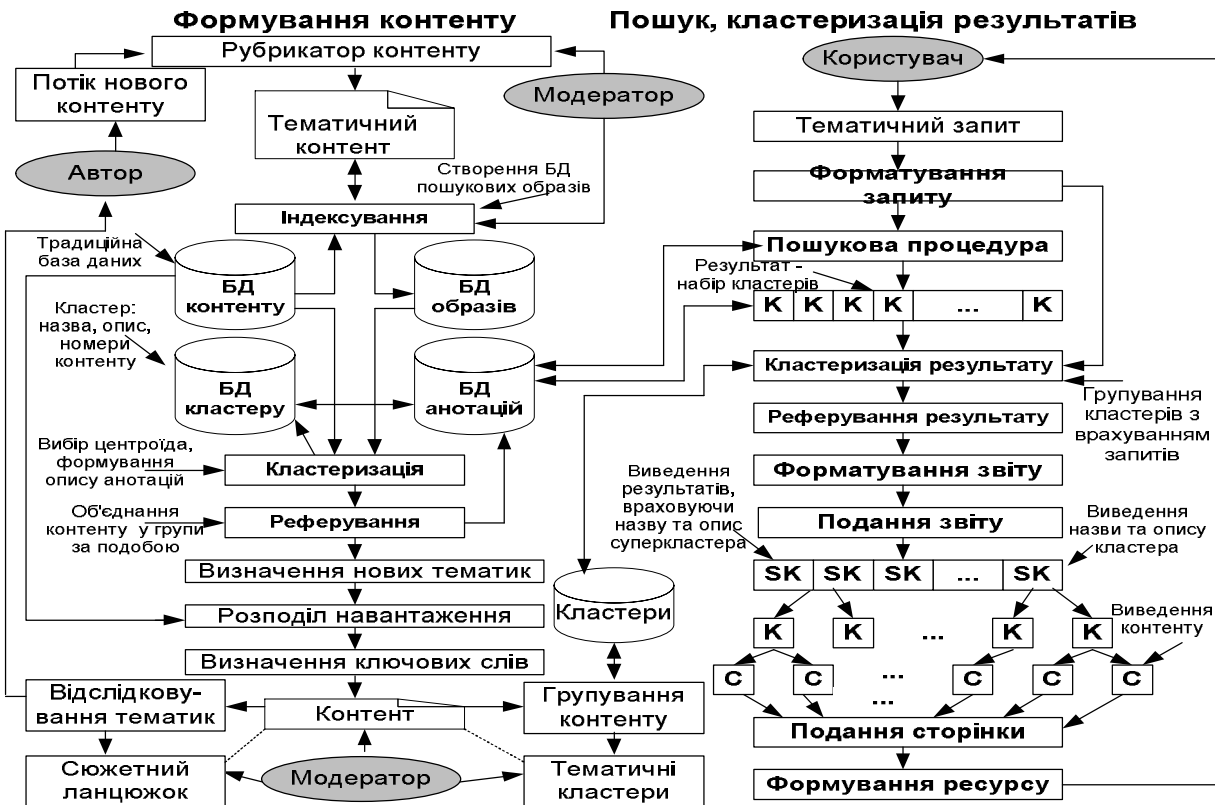 Формування контенту
Рубрикатор контенту
Потік нового
контенту
Модератор
Тематичний
контент
Автор
Створення БД
пошукових образів
Індексування
Традиційна
база даних
БД
контенту
БД
образів
Кластер:
назва, опис,
номери
контенту
БД
кластеру
БД
анотацій
Вибір центроїда,
формування
опису анотацій
Кластеризація
Об'єднання
контенту у групи
за подобою
Реферування
Визначення нових тематик
Розподіл навантаження
Визначення ключових слів
Кластери
Відслідкову-
вання тематик
Контент
Групування
контенту
Сюжетний
ланцюжок
Модератор
Тематичні
кластери
Пошук, кластеризація результатів
Користувач
Тематичний запит
Форматування
запиту
Пошукова процедура
Результат -
набір кластерів
К К К К ... К
Кластеризація результату
Групування
кластерів з
врахуванням
запитів
Реферування результату
Форматування звіту
Виведення
результатів,
враховуючи
назву та опис
суперкластера
Подання звіту
Виведення
назви та опису
кластера
SK SK SK ... SK
Виведення
контенту
К К ... К К
С С ... С С С
...
Подання сторінки
Формування ресурсу